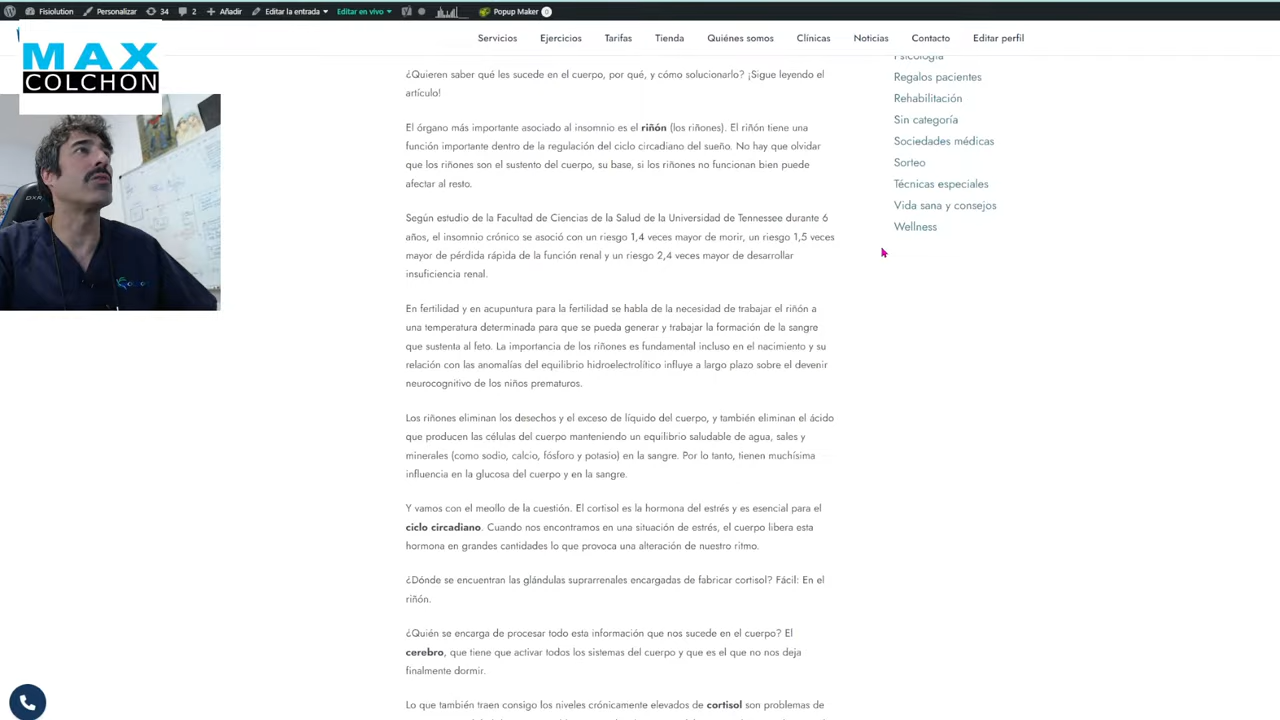 Fisiolution
Personalizar
34
2
Añadir
Editar la entrada
Editar en vivo
Popup Maker
0
MAX
COLCHON
Servicios
Ejercicios
Tarifas
Tienda
Quiénes somos
Clínicas
Noticias
Contacto
Editar perfil
¿Quieren saber qué les sucede en el cuerpo, por qué, y cómo solucionarlo? ¡Sigue leyendo el
artículo!
El órgano más importante asociado al insomnio es el riñón (los riñones). El riñón tiene una
función importante dentro de la regulación del ciclo circadiano del sueño. No hay que olvidar
que los riñones son el sustento del cuerpo, su base, si los riñones no funcionan bien puede
afectar al resto.
Según estudio de la Facultad de Ciencias de la Salud de la Universidad de Tennessee durante 6
años, el insomnio crónico se asoció con un riesgo 1,4 veces mayor de morir, un riesgo 1,5 veces
mayor de pérdida rápida de la función renal y un riesgo 2,4 veces mayor de desarrollar
insuficiencia renal.
En fertilidad y en acupuntura para la fertilidad se habla de la necesidad de trabajar el riñón a
una temperatura determinada para que se pueda generar y trabajar la formación de la sangre
que sustenta al feto. La importancia de los riñones es fundamental incluso en el nacimiento y su
relación con las anomalías del equilibrio hidroelectrolítico influye a largo plazo sobre el devenir
neurocognitivo de los niños prematuros.
Los riñones eliminan los desechos y el exceso de líquido del cuerpo, y también eliminan el ácido
que producen las células del cuerpo manteniendo un equilibrio saludable de agua, sales y
minerales (como sodio, calcio, fósforo y potasio) en la sangre. Por lo tanto, tienen muchísima
influencia en la glucosa del cuerpo y en la sangre.
Y vamos con el meollo de la cuestión. El cortisol es la hormona del estrés y es esencial para el
ciclo circadiano. Cuando nos encontramos en una situación de estrés, el cuerpo libera esta
hormona en grandes cantidades lo que provoca una alteración de nuestro ritmo.
¿Dónde se encuentran las glándulas suprarrenales encargadas de fabricar cortisol? Fácil: En el
riñón.
¿Quién se encarga de procesar todo esta información que nos sucede en el cuerpo? El
cerebro, que tiene que activar todos los sistemas del cuerpo y que es el que no nos deja
finalmente dormir.
Lo que también traen consigo los niveles crónicamente elevados de cortisol son problemas de
Psicología
Regalos pacientes
Rehabilitación
Sin categoría
Sociedades médicas
Sorteo
Técnicas especiales
Vida sana y consejos
Wellness